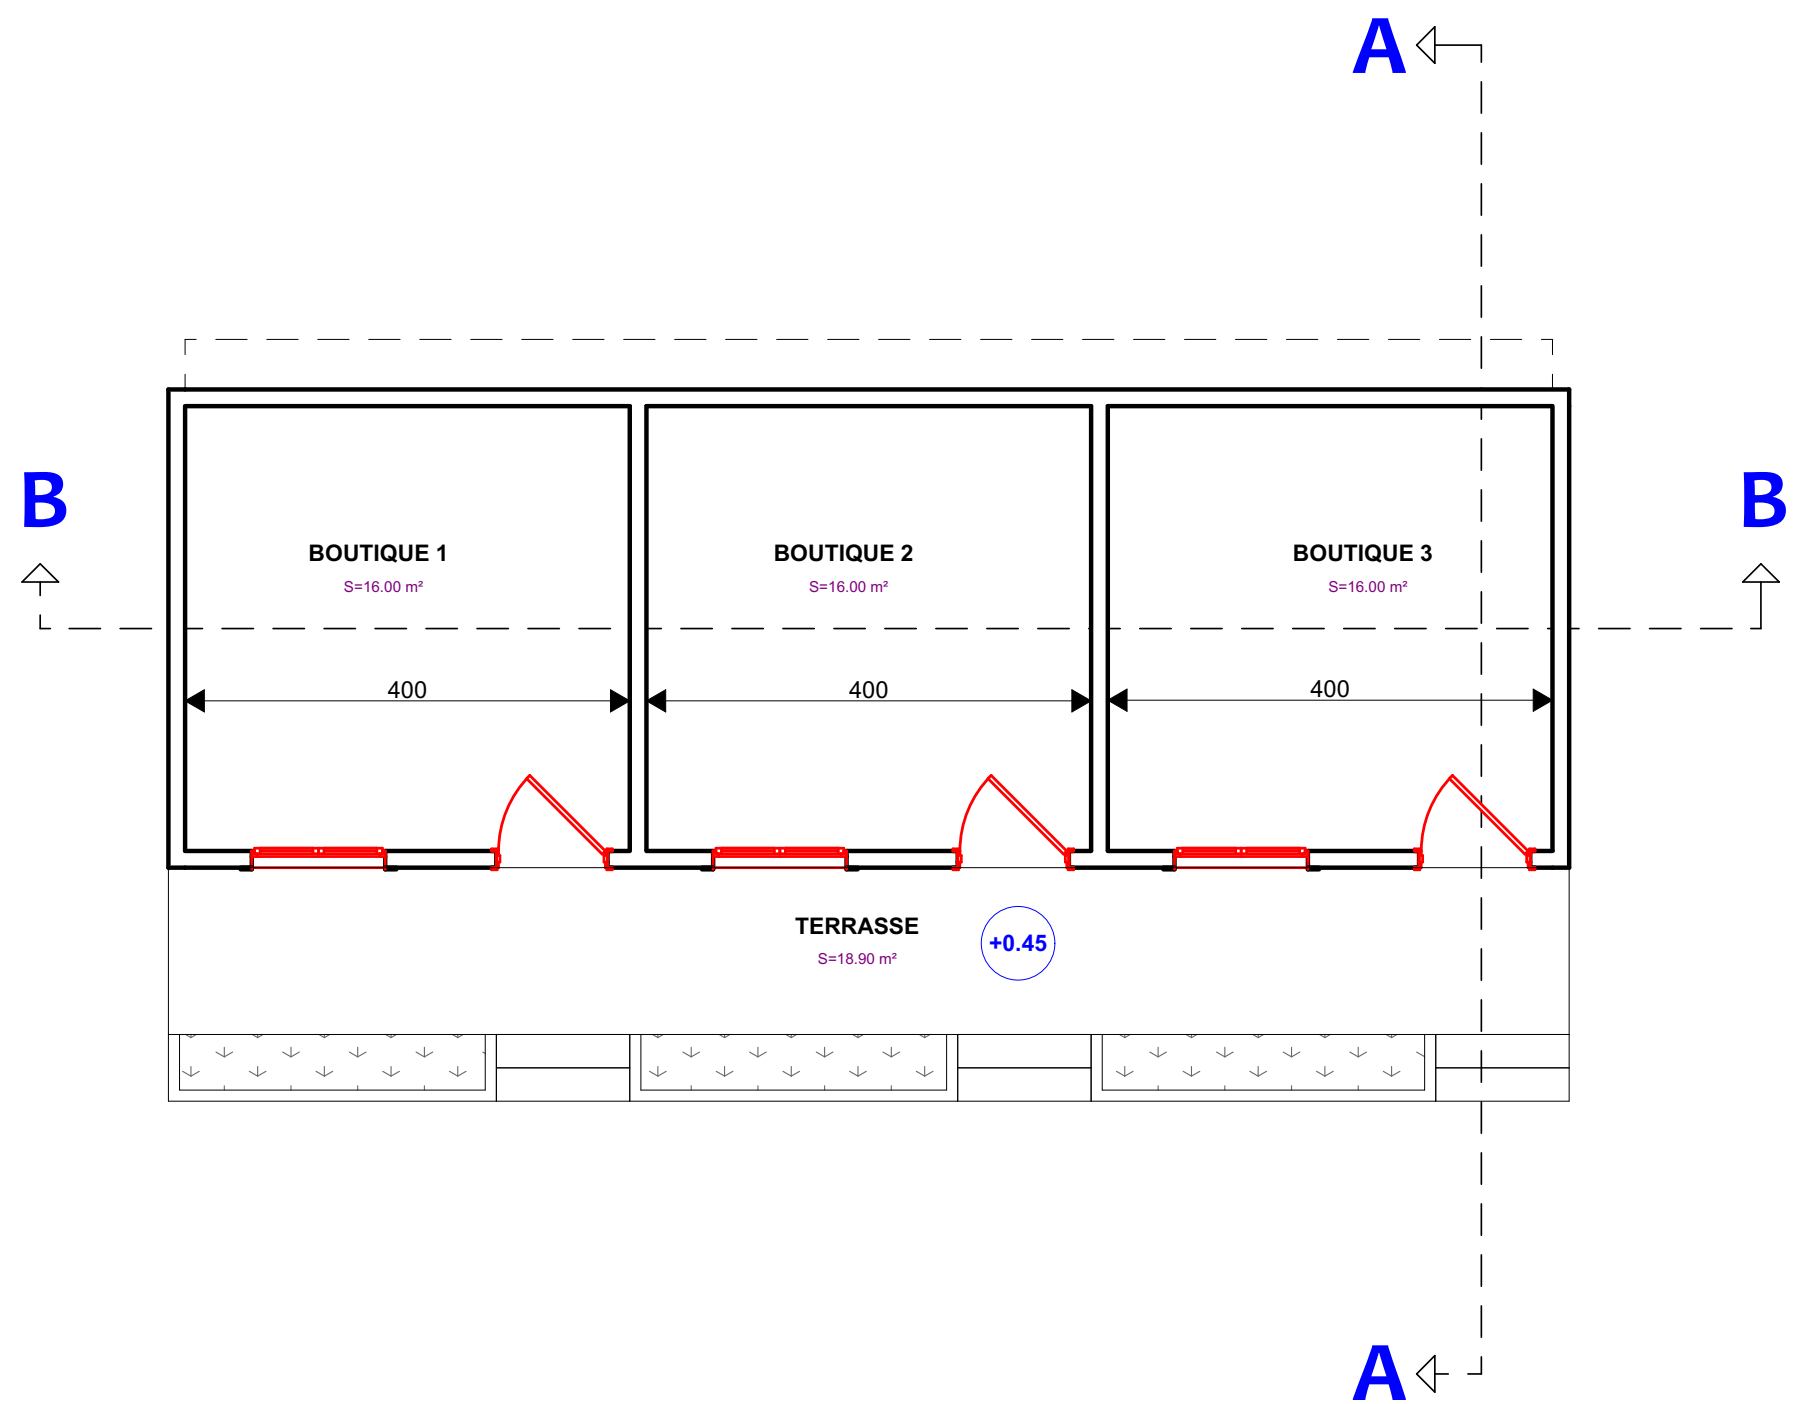 A
B
B
BOUTIQUE 1
S=16.00 m²
BOUTIQUE 2
S=16.00 m²
BOUTIQUE 3
S=16.00 m²
400
400
400
TERRASSE
S=18.90 m²
+0.45
A